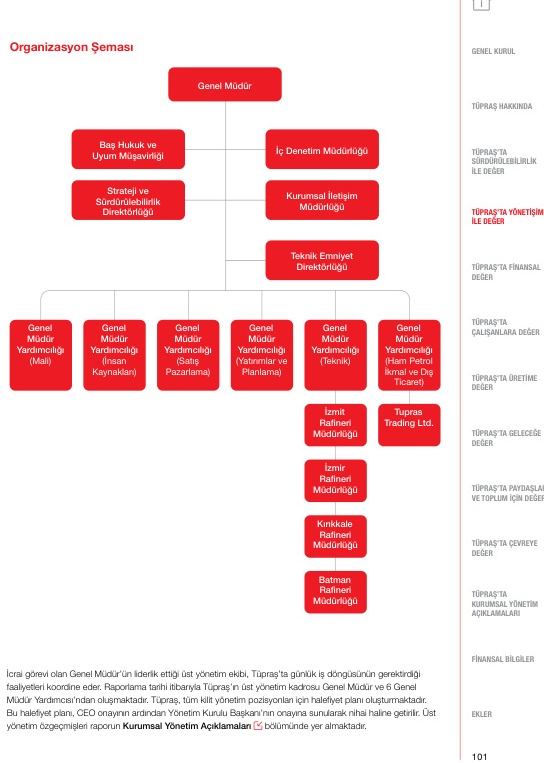 i
Organizasyon Şeması
Genel Müdür
Baş Hukuk ve
Uyum Müşavirliği
İç Denetim Müdürlüğü
Strateji ve
Sürdürülebilirlik
Direktörlüğü
Kurumsal İletişim
Müdürlüğü
Teknik Emniyet
Direktörlüğü
Genel
Müdür
Yardımcılığı
(Mali)
Genel
Müdür
Yardımcılığı
(İnsan
Kaynakları)
Genel
Müdür
Yardımcılığı
(Satış
Pazarlama)
Genel
Müdür
Yardımcılığı
(Yatırımlar ve
Planlama)
Genel
Müdür
Yardımcılığı
(Teknik)
Genel
Müdür
Yardımcılığı
(Ham Petrol
İkmal ve Dış
Ticaret)
İzmit
Rafineri
Müdürlüğü
Tupras
Trading Ltd.
İzmir
Rafineri
Müdürlüğü
Kırıkkale
Rafineri
Müdürlüğü
Batman
Rafineri
Müdürlüğü
İcrai görevi olan Genel Müdür'ün liderlik ettiği üst yönetim ekibi, Tüpraş'ta günlük iş döngüsünün gerektirdiği
faaliyetleri koordine eder. Raporlama tarihi itibarıyla Tüpraş'ın üst yönetim kadrosu Genel Müdür ve 6 Genel
Müdür Yardımcısı'ndan oluşmaktadır. Tüpraş, tüm kilit yönetim pozisyonları için halefiyet planı oluşturmaktadır.
Bu halefiyet planı, CEO onayının ardından Yönetim Kurulu Başkanı'nın onayına sunularak nihai haline getirilir. Üst
yönetim özgeçmişleri raporun Kurumsal Yönetim Açıklamaları bölümünde yer almaktadır.
GENEL KURUL
TÜPRAŞ HAKKINDA
TÜPRAŞ'TA
SÜRDÜRÜLEBİLİRLİK
İLE DEĞER
TÜPRAŞ'TA YÖNETİŞİM
İLE DEĞER
TÜPRAŞ'TA FİNANSAL
DEĞER
TÜPRAŞ'TA
ÇALIŞANLARA DEĞER
TÜPRAŞ'TA ÜRETİME
DEĞER
TÜPRAŞ'TA GELECEĞE
DEĞER
TÜPRAŞ'TA PAYDAŞLAR
VE TOPLUM İÇİN DEĞER
TÜPRAŞ'TA ÇEVREYE
DEĞER
TÜPRAŞ'TA
KURUMSAL YÖNETİM
AÇIKLAMALARI
FİNANSAL BİLGİLER
EKLER
101